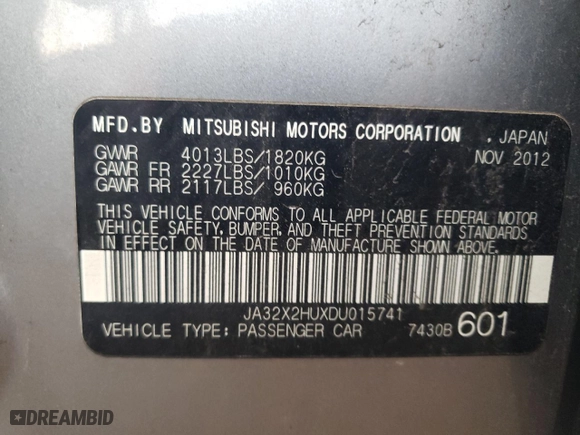 MFD.BY MITSUBISHI MOTORS CORPORATION . JAPAN
GVWR 4013LBS/1820KG NOV 2012
GAWR FR 2227LBS/1010KG
GAWR RR 2117LBS/ 960KG
THIS VEHICLE CONFORMS TO ALL APPLICABLE FEDERAL MOTOR
VEHICLE SAFETY, BUMPER, AND THEFT PREVENTION STANDARDS
IN EFFECT ON THE DATE OF MANUFACTURE SHOWN ABOVE.
JA32X2HUXDU015741
VEHICLE TYPE: PASSENGER CAR 7430B 601
DREAMBID